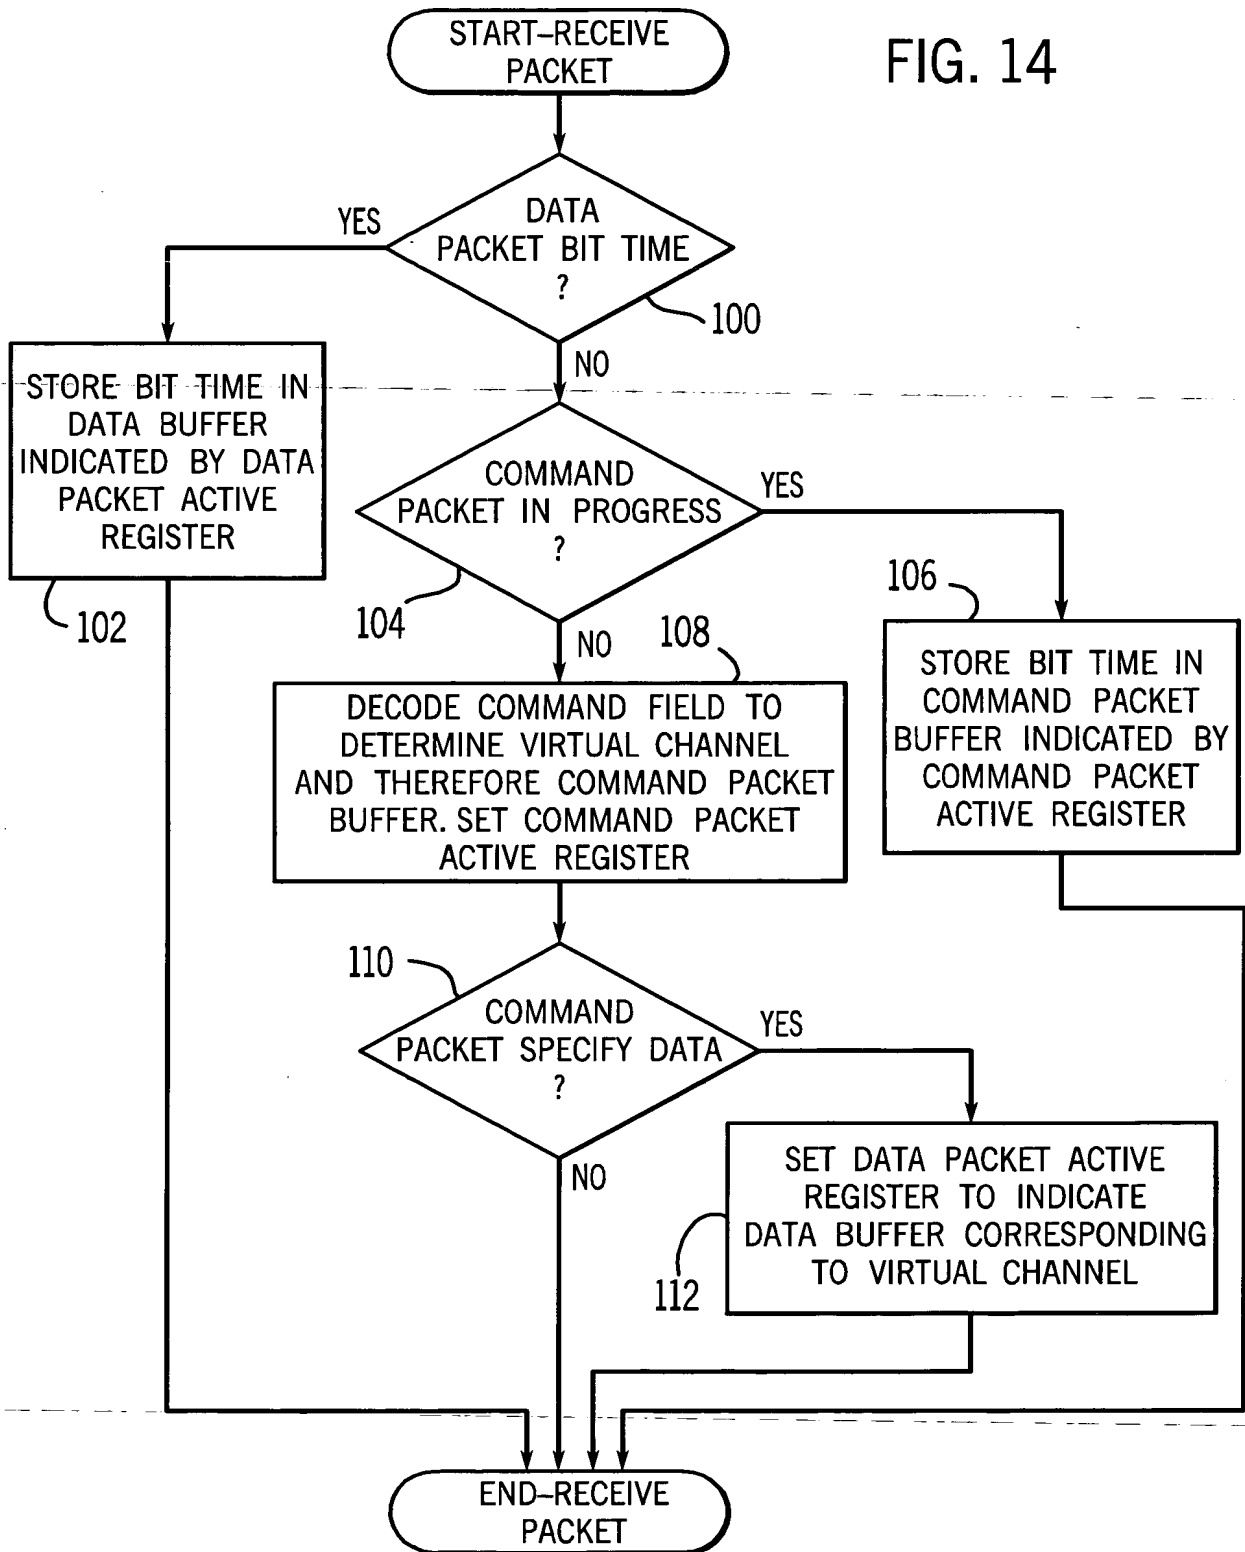 START–RECEIVE
PACKET
FIG. 14
DATA
PACKET BIT TIME
?
YES
100
NO
STORE BIT TIME IN
DATA BUFFER
INDICATED BY DATA
PACKET ACTIVE
REGISTER
102
COMMAND
PACKET IN PROGRESS
?
YES
104
NO
106
STORE BIT TIME IN
COMMAND PACKET
BUFFER INDICATED BY
COMMAND PACKET
ACTIVE REGISTER
108
DECODE COMMAND FIELD TO
DETERMINE VIRTUAL CHANNEL
AND THEREFORE COMMAND PACKET
BUFFER. SET COMMAND PACKET
ACTIVE REGISTER
110
COMMAND
PACKET SPECIFY DATA
?
YES
NO
SET DATA PACKET ACTIVE
REGISTER TO INDICATE
DATA BUFFER CORRESPONDING
TO VIRTUAL CHANNEL
112
END–RECEIVE
PACKET